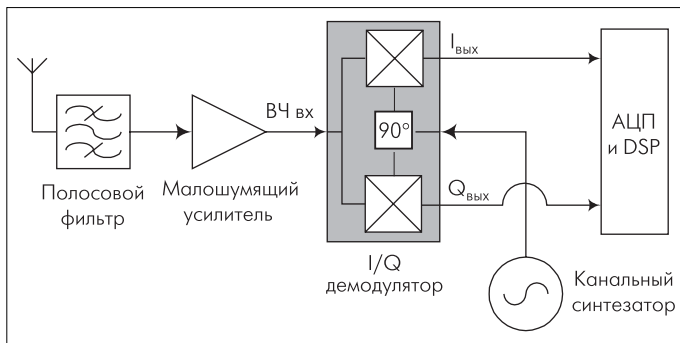 Полосовой
фильтр
Малошумящий
усилитель
ВЧ вх
90°
I/Q
демодулятор
Iвых
Qвых
АЦП
и DSP
Канальный
синтезатор